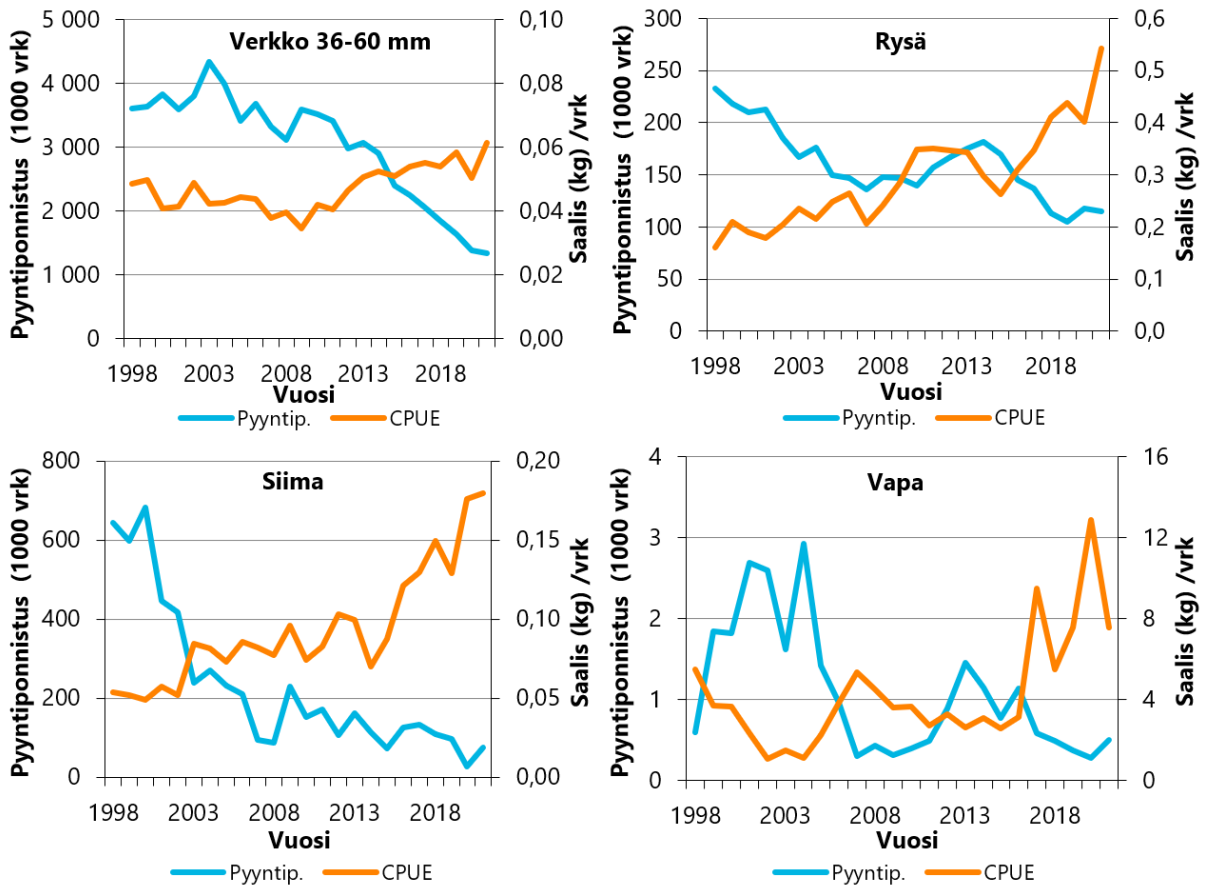 Verkko 36-60 mm
Pyyntiponnistus (1000 vrk)
5 000
4 000
3 000
2 000
1 000
0
0,10
0,08
0,06
0,04
0,02
0,00
Saalis (kg) /vrk
1998 2003 2008 2013 2018
Vuosi
Pyyntip. CPUE
Rysä
Pyyntiponnistus (1000 vrk)
300
250
200
150
100
50
0
0,6
0,5
0,4
0,3
0,2
0,1
0,0
Saalis (kg) /vrk
1998 2003 2008 2013 2018
Vuosi
Pyyntip. CPUE
Siima
Pyyntiponnistus (1000 vrk)
800
600
400
200
0
0,20
0,15
0,10
0,05
0,00
Saalis (kg) /vrk
1998 2003 2008 2013 2018
Vuosi
Pyyntip. CPUE
Vapa
Pyyntiponnistus (1000 vrk)
4
3
2
1
0
16
12
8
4
0
Saalis (kg) /vrk
1998 2003 2008 2013 2018
Vuosi
Pyyntip. CPUE